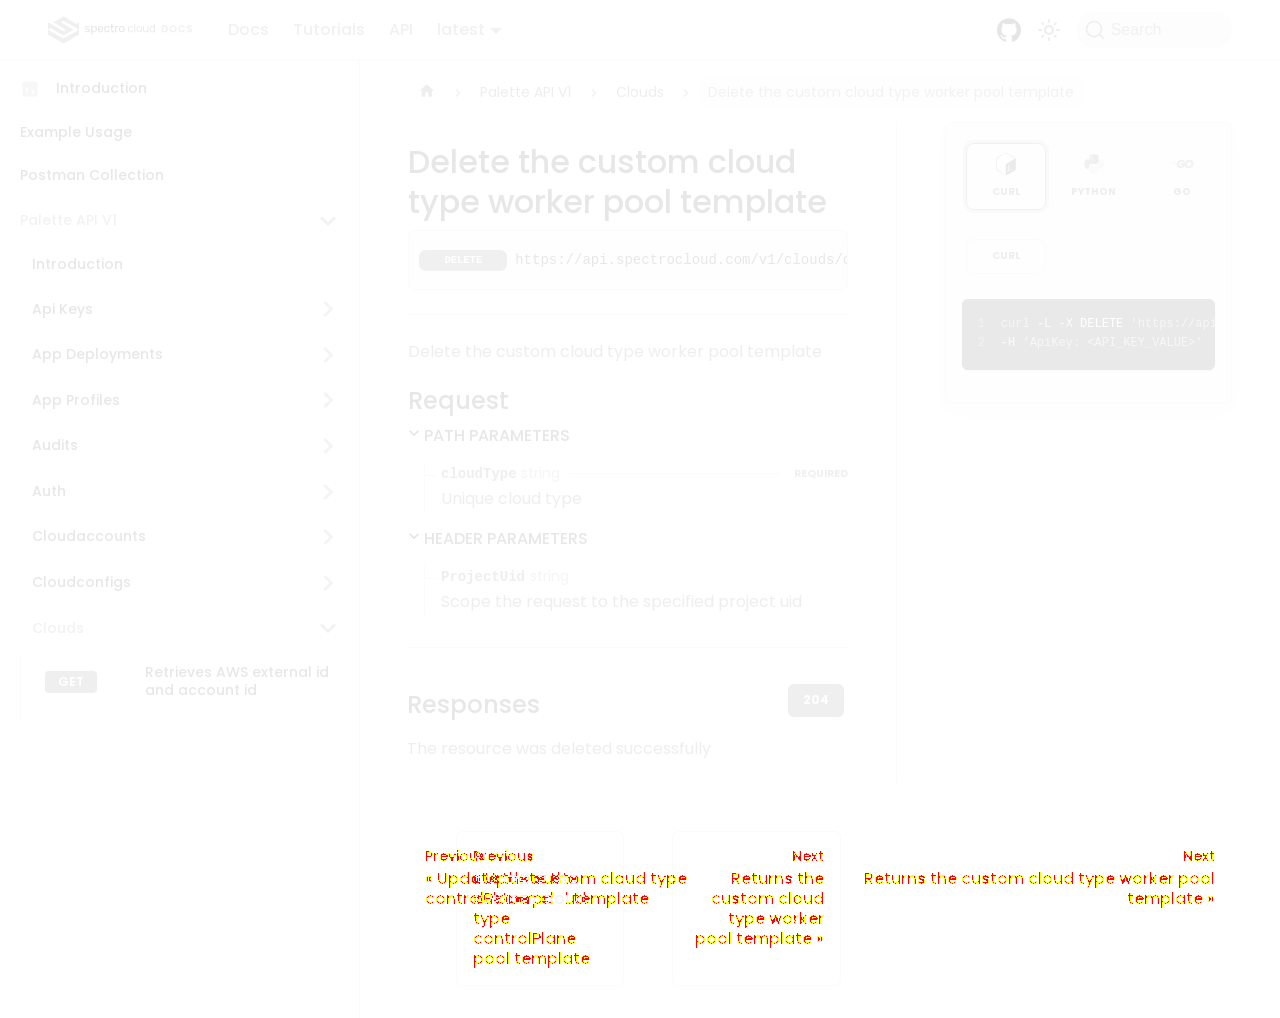 spectro cloud DOCS Docs Tutorials API latest Search
Introduction
Palette API V1 Clouds Delete the custom cloud type worker pool template
Example Usage
Postman Collection
Palette API V1
Introduction
Api Keys
App Deployments
App Profiles
Audits
Auth
Cloudaccounts
Cloudconfigs
Clouds
GET Retrieves AWS external id
and account id
Delete the custom cloud
type worker pool template
DELETE https://api.spectrocloud.com/v1/clouds/
Delete the custom cloud type worker pool template
Request
PATH PARAMETERS
cloudType string REQUIRED
Unique cloud type
HEADER PARAMETERS
ProjectUid string
Scope the request to the specified project uid
Responses 204
The resource was deleted successfully
CURL PYTHON GO
CURL
1 curl -L -X DELETE 'https://api
2 -H 'ApiKey: <API_KEY_VALUE>'
Previous Previous
custom cloud type
template
type
controlPlane
pool template
Next
Returns the
custom cloud
type worker
pool template »
Next
Returns the custom cloud type worker pool
template »